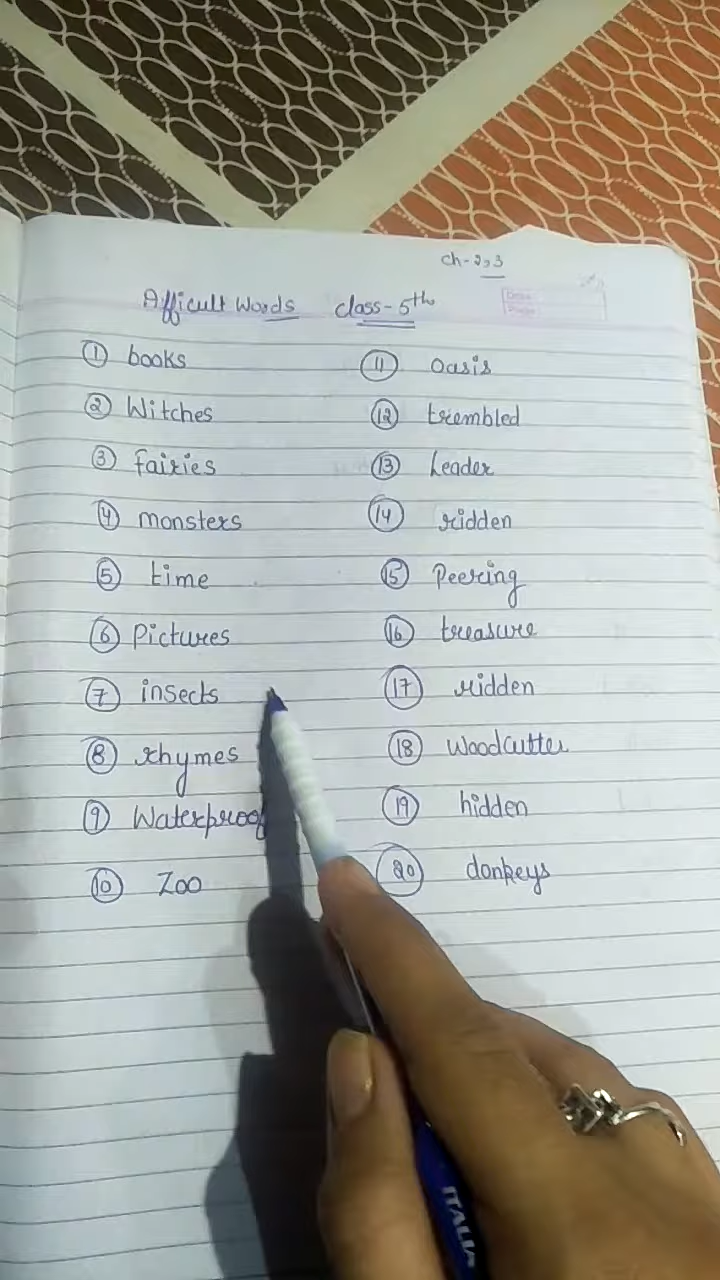 Ch-2,3
Difficult Words Class-5th
① books
② Witches
③ fairies
④ monsters
⑤ time
⑥ Pictures
⑦ insects
⑧ rhymes
⑨ Waterproof
⑩ Zoo
⑪ Oasis
⑫ trembled
⑬ Leader
⑭ ridden
⑮ Peering
⑯ treasure
⑰ ridden
⑱ Woodcutter
⑲ hidden
⑳ donkeys
ITALIA